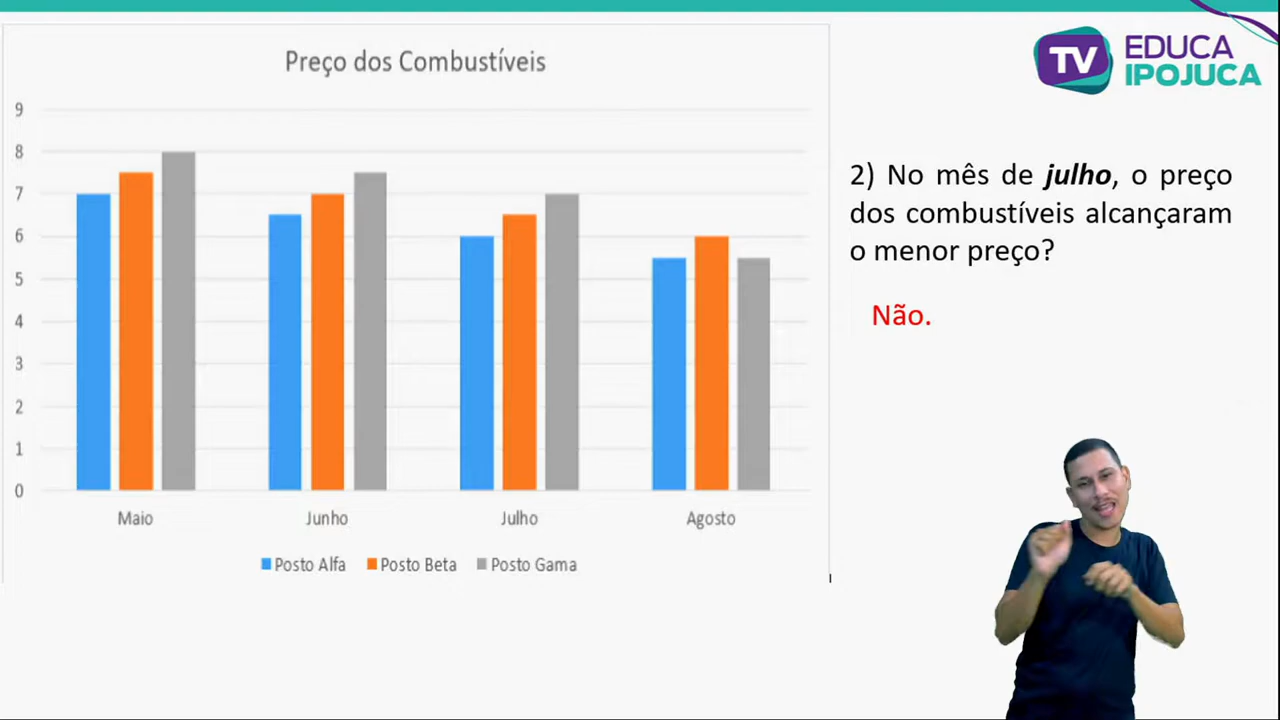 TV EDUCA
IPOJUCA
Preço dos Combustíveis
9
8
7
6
5
4
3
2
1
0
Maio Junho Julho Agosto
Posto Alfa Posto Beta Posto Gama
2) No mês de julho, o preço
dos combustíveis alcançaram
o menor preço?
Não.